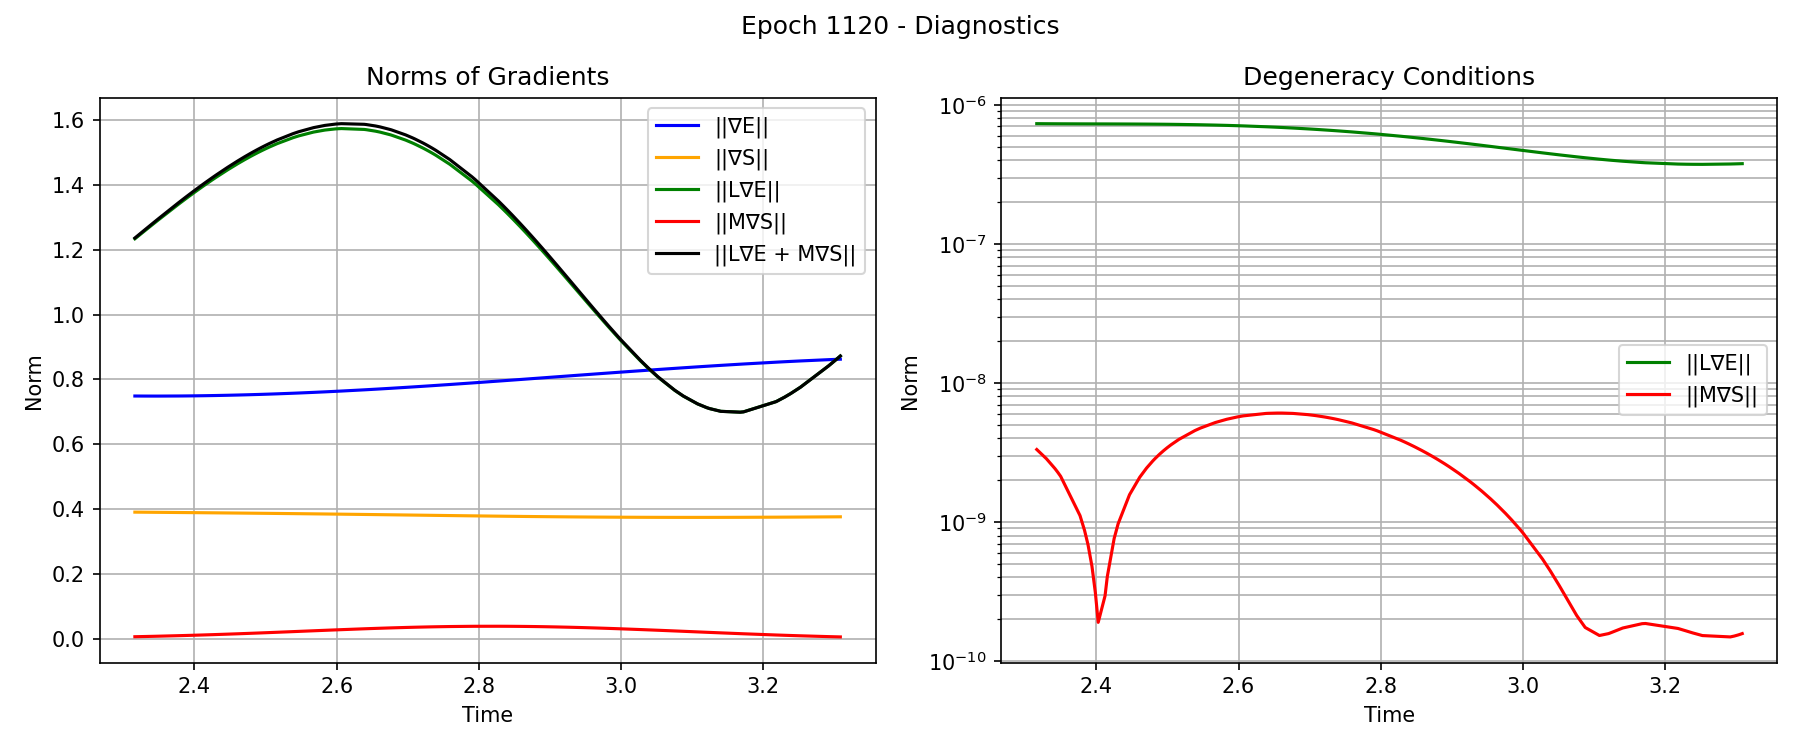 Epoch 1120 - Diagnostics
Norms of Gradients
Norm
1.6
1.4
1.2
1.0
0.8
0.6
0.4
0.2
0.0
2.4 2.6 2.8 3.0 3.2
Time
||∇E||
||∇S||
||L∇E||
||M∇S||
||L∇E + M∇S||
Degeneracy Conditions
Norm
10⁻⁶
10⁻⁷
10⁻⁸
10⁻⁹
10⁻¹⁰
2.4 2.6 2.8 3.0 3.2
Time
||L∇E||
||M∇S||